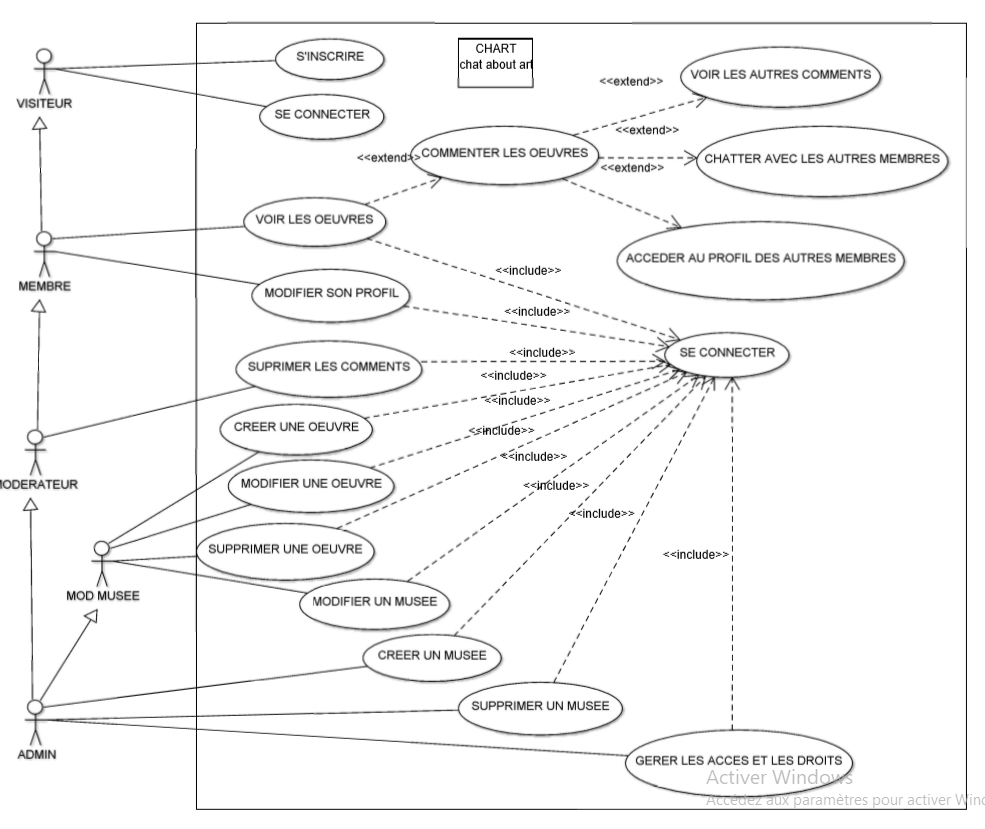 CHART
chat about art
S'INSCRIRE
VOIR LES AUTRES COMMENTS
<<extend>>
VISITEUR
SE CONNECTER
<<extend>>
<<extend>>
COMMENTER LES OEUVRES
CHATTER AVEC LES AUTRES MEMBRES
<<extend>>
VOIR LES OEUVRES
ACCEDER AU PROFIL DES AUTRES MEMBRES
<<include>>
MEMBRE
MODIFIER SON PROFIL
<<include>>
<<include>>
SE CONNECTER
SUPRIMER LES COMMENTS
<<include>>
<<include>>
CREER UNE OEUVRE
<<include>>
<<include>>
MODERATEUR
MODIFIER UNE OEUVRE
<<include>>
<<include>>
SUPPRIMER UNE OEUVRE
<<include>>
MOD MUSEE
MODIFIER UN MUSEE
CREER UN MUSEE
SUPPRIMER UN MUSEE
ADMIN
GERER LES ACCES ET LES DROITS
Activer Windows
Accédez aux paramètres pour activer Winc